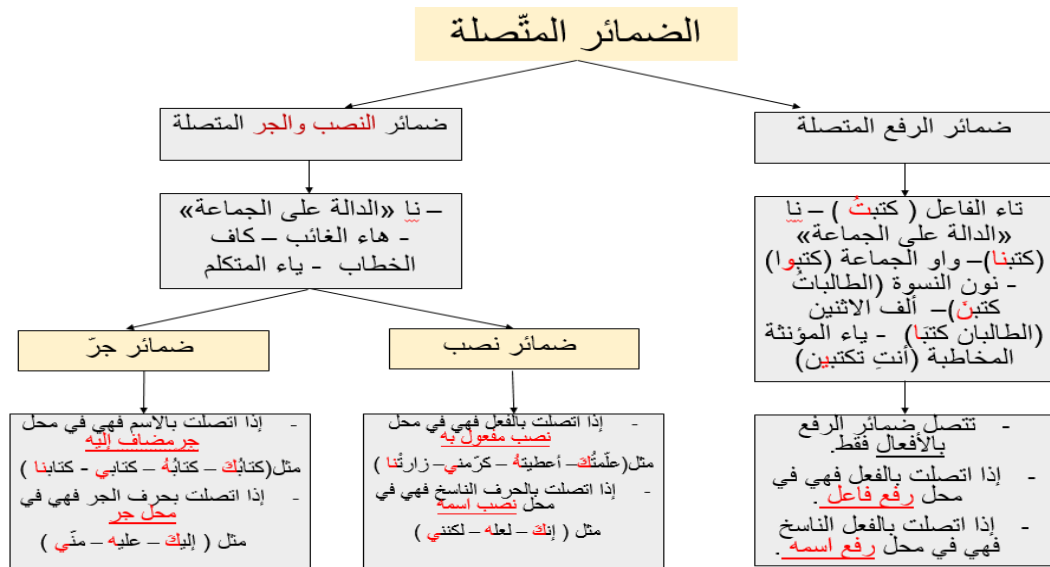 الضمائر المتّصلة
ضمائر الرفع المتصلة
تاء الفاعل ( كتبتُ ) – نا
«الدالة على الجماعة»
(كتبنا)– واو الجماعة (كتبوا)
- نون النسوة (الطالباتُ
كتبنَ)– ألف الاثنين
(الطالبان كتبَا) - ياء المؤنثة
المخاطبة (أنتِ تكتبين)
- تتصل ضمائر الرفع
بالأفعال فقط.
- إذا اتصلت بالفعل فهي في
محل رفع فاعل .
- إذا اتصلت بالفعل الناسخ
فهي في محل رفع اسمه .
ضمائر النصب والجر المتصلة
– نا «الدالة على الجماعة»
- هاء الغائب – كاف
الخطاب - ياء المتكلم
ضمائر نصب
- إذا اتصلت بالفعل فهي في محل
نصب مفعول به
مثل(علّمتُك– أعطيتهُ – كرّمني– زارتْنا )
- إذا اتصلت بالحرف الناسخ فهي في
محل نصب اسمه
مثل ( إنكَ – لعله – لكنني )
ضمائر جرّ
- إذا اتصلت بالاسم فهي في محل
جر مضاف إليه
مثل(كتابُكَ – كتابُهُ – كتابي - كتابنا )
- إذا اتصلت بحرف الجر فهي في
محل جر
مثل ( إليكَ – عليه – منّي )